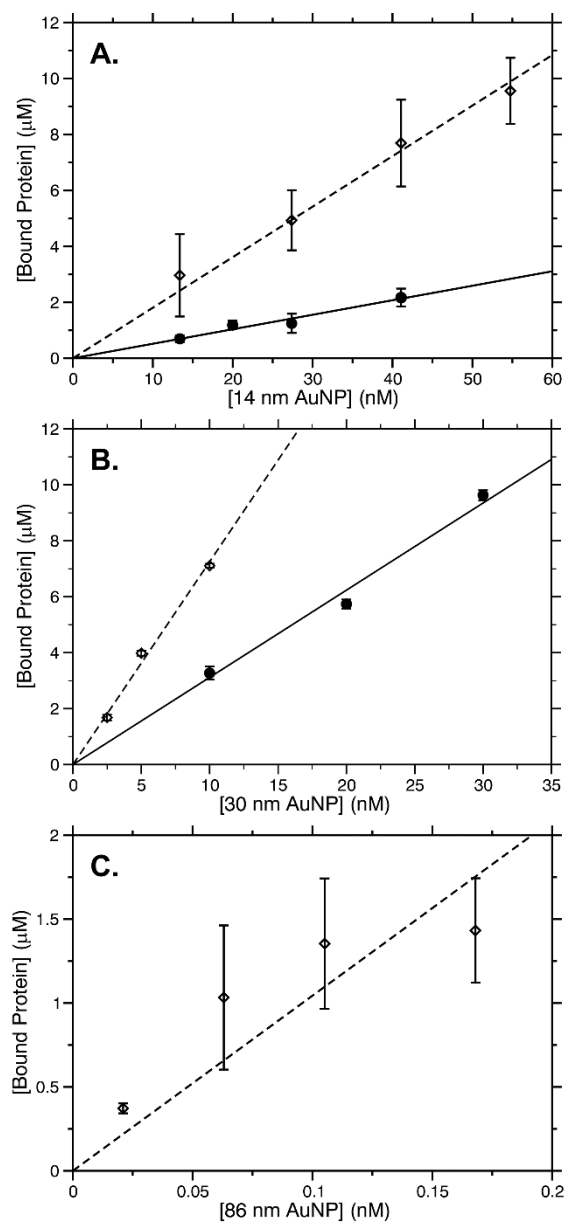 A.
12
10
8
6
4
2
0
[Bound Protein] (μM)
0 10 20 30 40 50 60
[14 nm AuNP] (nM)
B.
12
10
8
6
4
2
0
[Bound Protein] (μM)
0 5 10 15 20 25 30 35
[30 nm AuNP] (nM)
C.
2
1.5
1
0.5
0
[Bound Protein] (μM)
0 0.05 0.1 0.15 0.2
[86 nm AuNP] (nM)